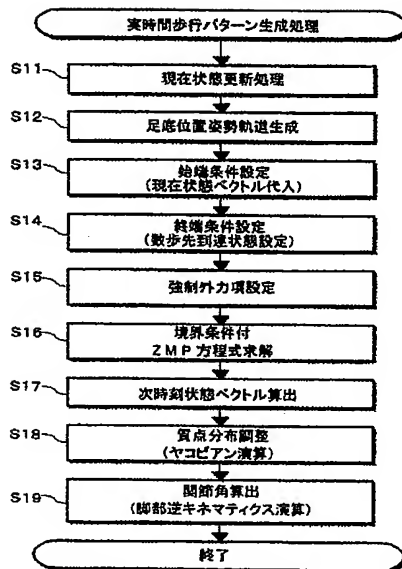 実時間歩行パターン生成処理
S11
現在状態更新処理
S12
足底位置姿勢軌道生成
S13
始端条件設定
(現在状態ベクトル代入)
S14
終端条件設定
(数歩先到達状態設定)
S15
強制外力項設定
S16
境界条件付
ZMP方程式求解
S17
次時刻状態ベクトル算出
S18
質点分布調整
(ヤコビアン演算)
S19
関節角算出
(脚部逆キネマティクス演算)
終了